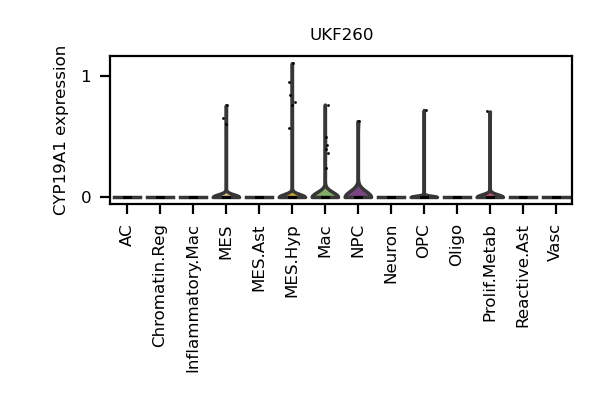 UKF260
CYP19A1 expression
1
0
AC
Chromatin.Reg
Inflammatory.Mac
MES
MES.Ast
MES.Hyp
Mac
NPC
Neuron
OPC
Oligo
Prolif.Metab
Reactive.Ast
Vasc